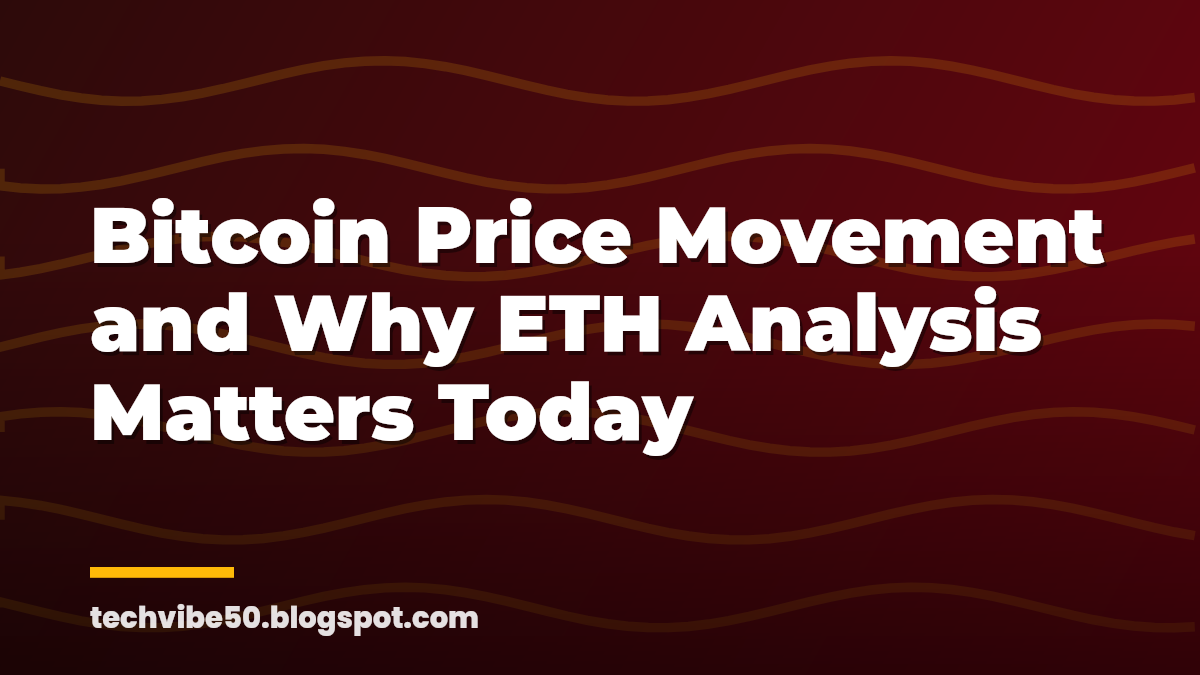 Bitcoin Price Movement
and Why ETH Analysis
Matters Today
techvibe50.blogspot.com